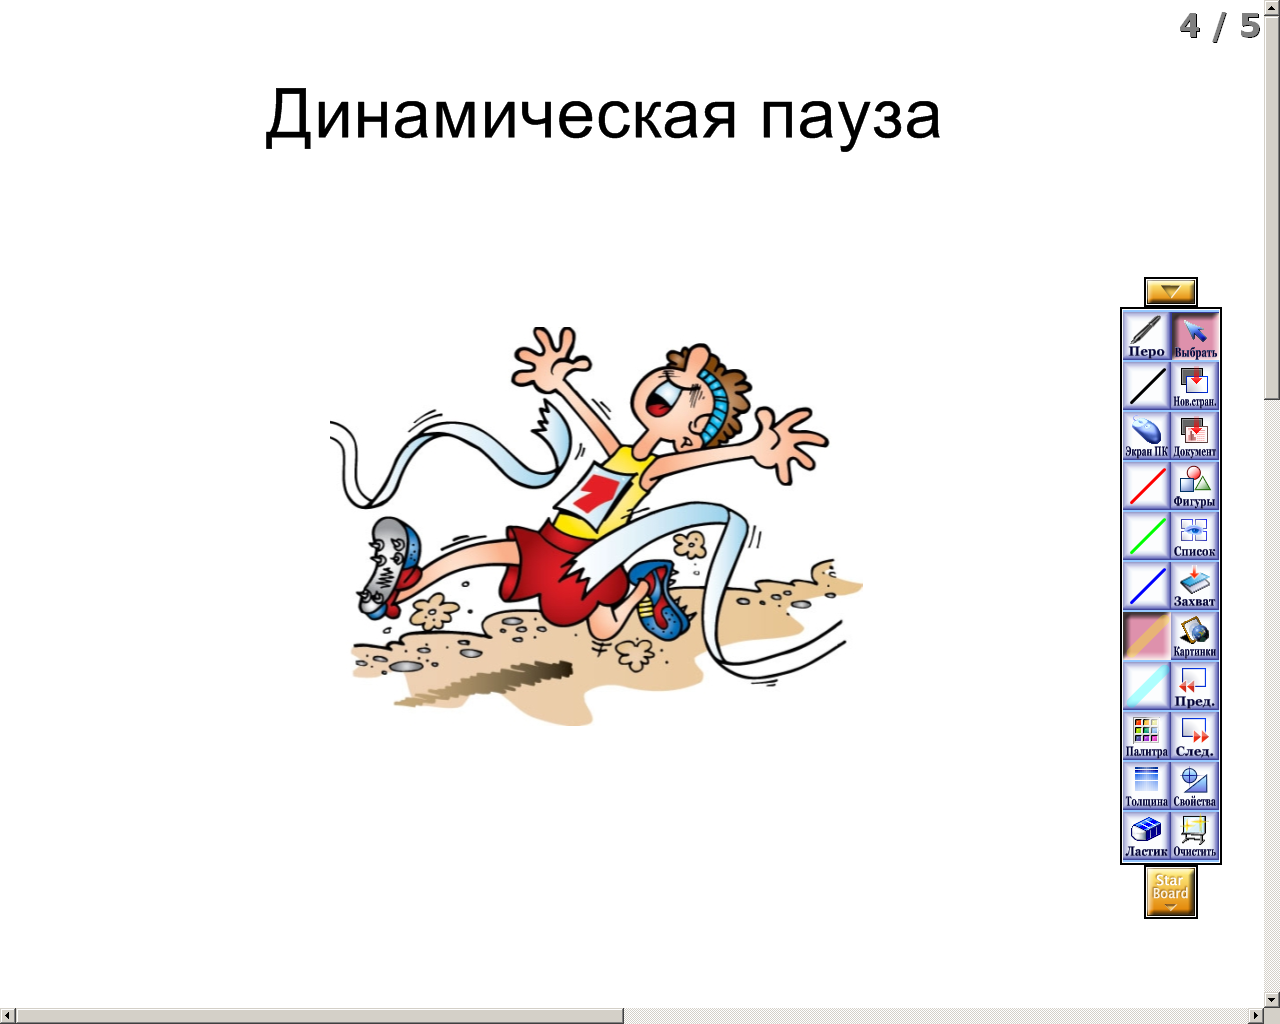 4 / 5
Динамическая пауза
Перо Выбрать
Нов.стран.
Экран ПК Документ
Фигуры
Список
Захват
Картинки
Пред.
Палитра След.
Толщина Свойства
Ластик Очистить
Star
Board